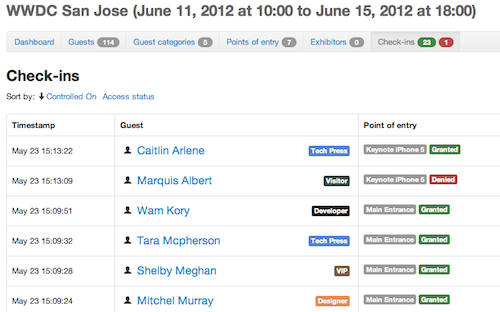 WWDC San Jose (June 11, 2012 at 10:00 to June 15, 2012 at 18:00)
Dashboard Guests 114 Guest categories 5 Points of entry 7 Exhibitors 0 Check-ins 23 1
Check-ins
Sort by: Controlled On Access status
Timestamp Guest Point of entry
May 23 15:13:22 Caitlin Arlene Tech Press Keynote iPhone 5 Granted
May 23 15:13:09 Marquis Albert Visitor Keynote iPhone 5 Denied
May 23 15:09:51 Wam Kory Developer Main Entrance Granted
May 23 15:09:32 Tara Mcpherson Tech Press Main Entrance Granted
May 23 15:09:28 Shelby Meghan VIP Main Entrance Granted
May 23 15:09:24 Mitchel Murray Designer Main Entrance Granted